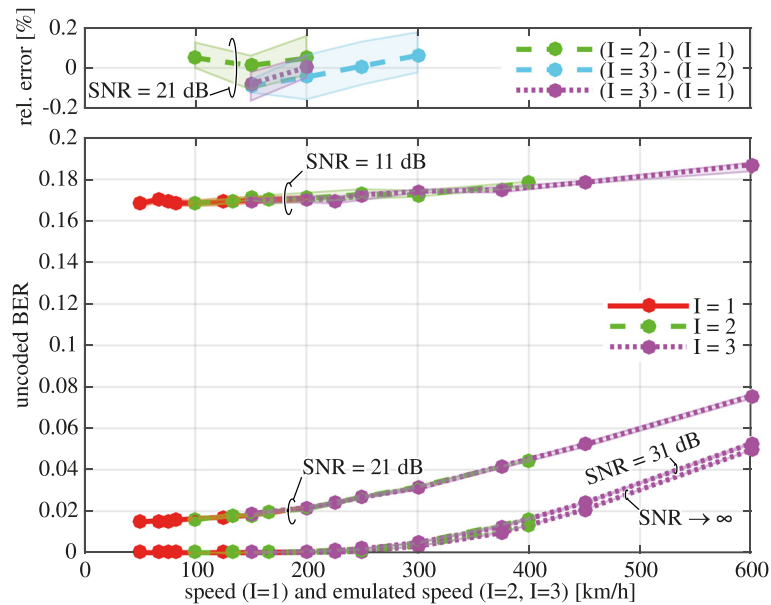 rel. error [%]
0.2
0
-0.2
SNR = 21 dB
(I = 2) - (I = 1)
(I = 3) - (I = 2)
(I = 3) - (I = 1)
uncoded BER
0.2
0.18
0.16
0.14
0.12
0.1
0.08
0.06
0.04
0.02
0
SNR = 11 dB
I = 1
I = 2
I = 3
SNR = 21 dB
SNR = 31 dB
SNR → ∞
0 100 200 300 400 500 600
speed (I=1) and emulated speed (I=2, I=3) [km/h]